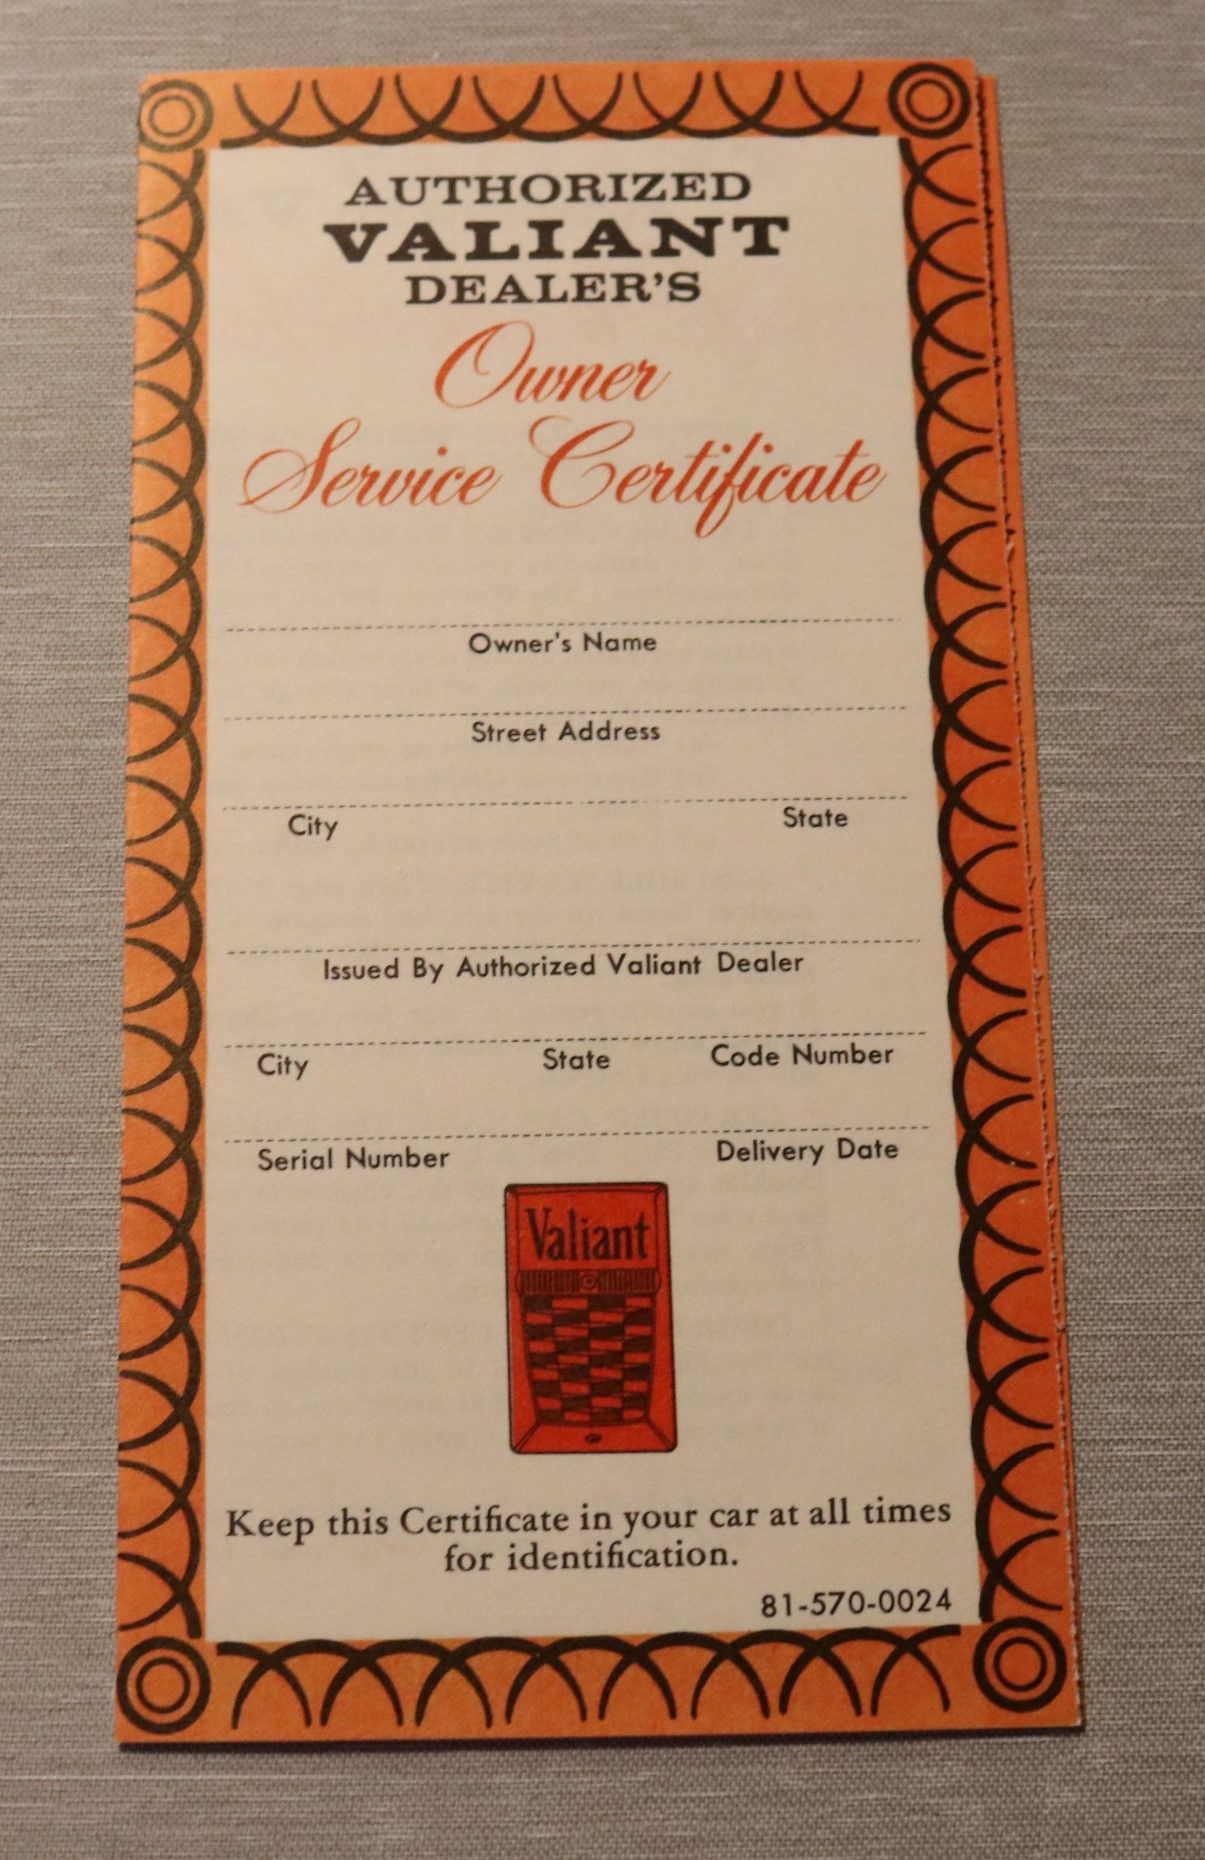 AUTHORIZED
VALIANT
DEALER'S
Owner
Service Certificate
Owner's Name
Street Address
City State
Issued By Authorized Valiant Dealer
City State Code Number
Serial Number Delivery Date
Valiant
Keep this Certificate in your car at all times
for identification.
81-570-0024